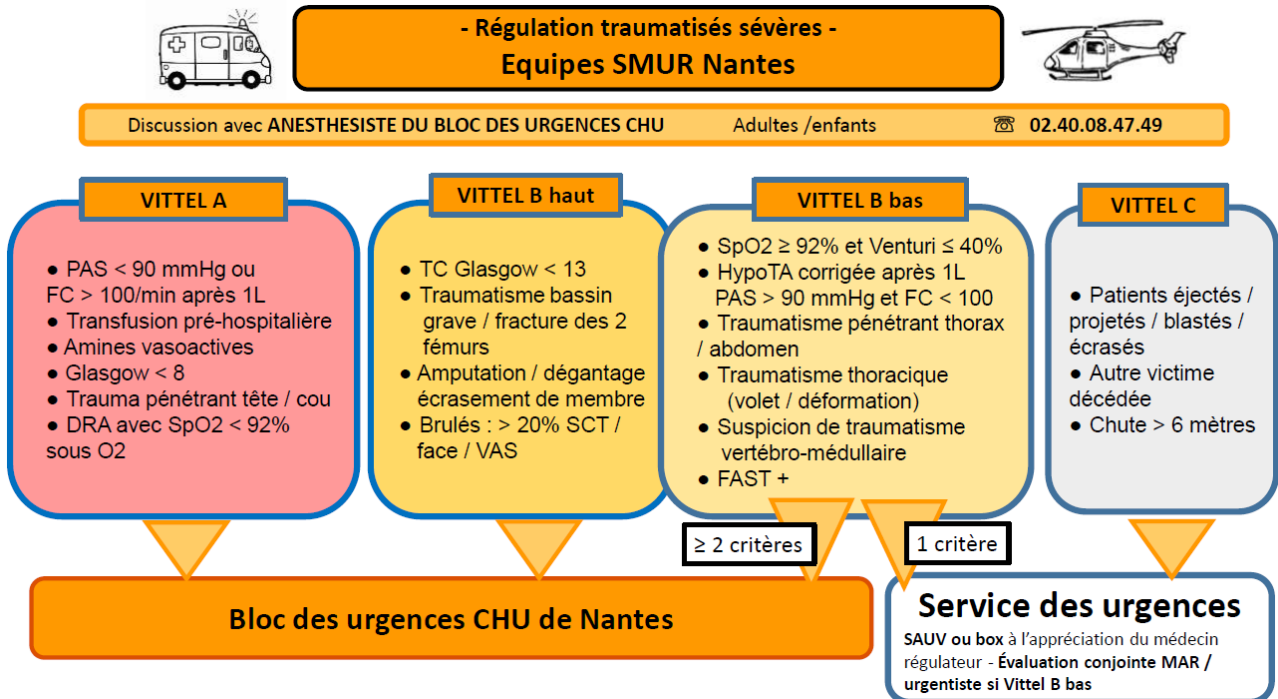 - Régulation traumatisés sévères -
Equipes SMUR Nantes
Discussion avec ANESTHESISTE DU BLOC DES URGENCES CHU Adultes /enfants ☏ 02.40.08.47.49
VITTEL A
● PAS < 90 mmHg ou
FC > 100/min après 1L
● Transfusion pré-hospitalière
● Amines vasoactives
● Glasgow < 8
● Trauma pénétrant tête / cou
● DRA avec SpO2 < 92%
sous O2
VITTEL B haut
● TC Glasgow < 13
● Traumatisme bassin
grave / fracture des 2
fémurs
● Amputation / dégantage
écrasement de membre
● Brulés : > 20% SCT /
face / VAS
VITTEL B bas
● SpO2 ≥ 92% et Venturi ≤ 40%
● HypoTA corrigée après 1L
PAS > 90 mmHg et FC < 100
● Traumatisme pénétrant thorax
/ abdomen
● Traumatisme thoracique
(volet / déformation)
● Suspicion de traumatisme
vertébro-médullaire
● FAST +
VITTEL C
● Patients éjectés /
projetés / blastés /
écrasés
● Autre victime
décédée
● Chute > 6 mètres
≥ 2 critères
1 critère
Bloc des urgences CHU de Nantes
Service des urgences
SAUV ou box à l'appréciation du médecin
régulateur - Évaluation conjointe MAR /
urgentiste si Vittel B bas